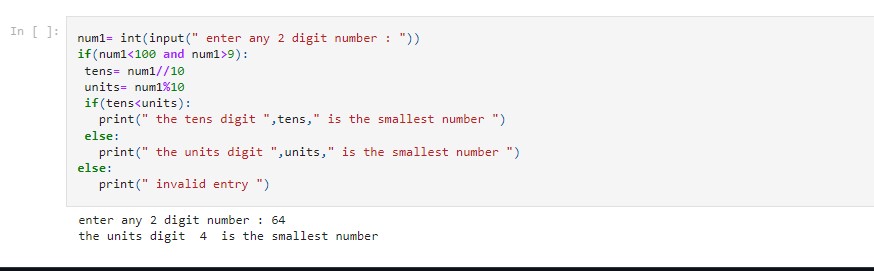 In [ ]:
num1= int(input(" enter any 2 digit number : "))
if(num1<100 and num1>9):
 tens= num1//10
 units= num1%10
 if(tens<units):
   print(" the tens digit ",tens," is the smallest number ")
 else:
   print(" the units digit ",units," is the smallest number ")
else:
   print(" invalid entry ")
enter any 2 digit number : 64
the units digit  4  is the smallest number